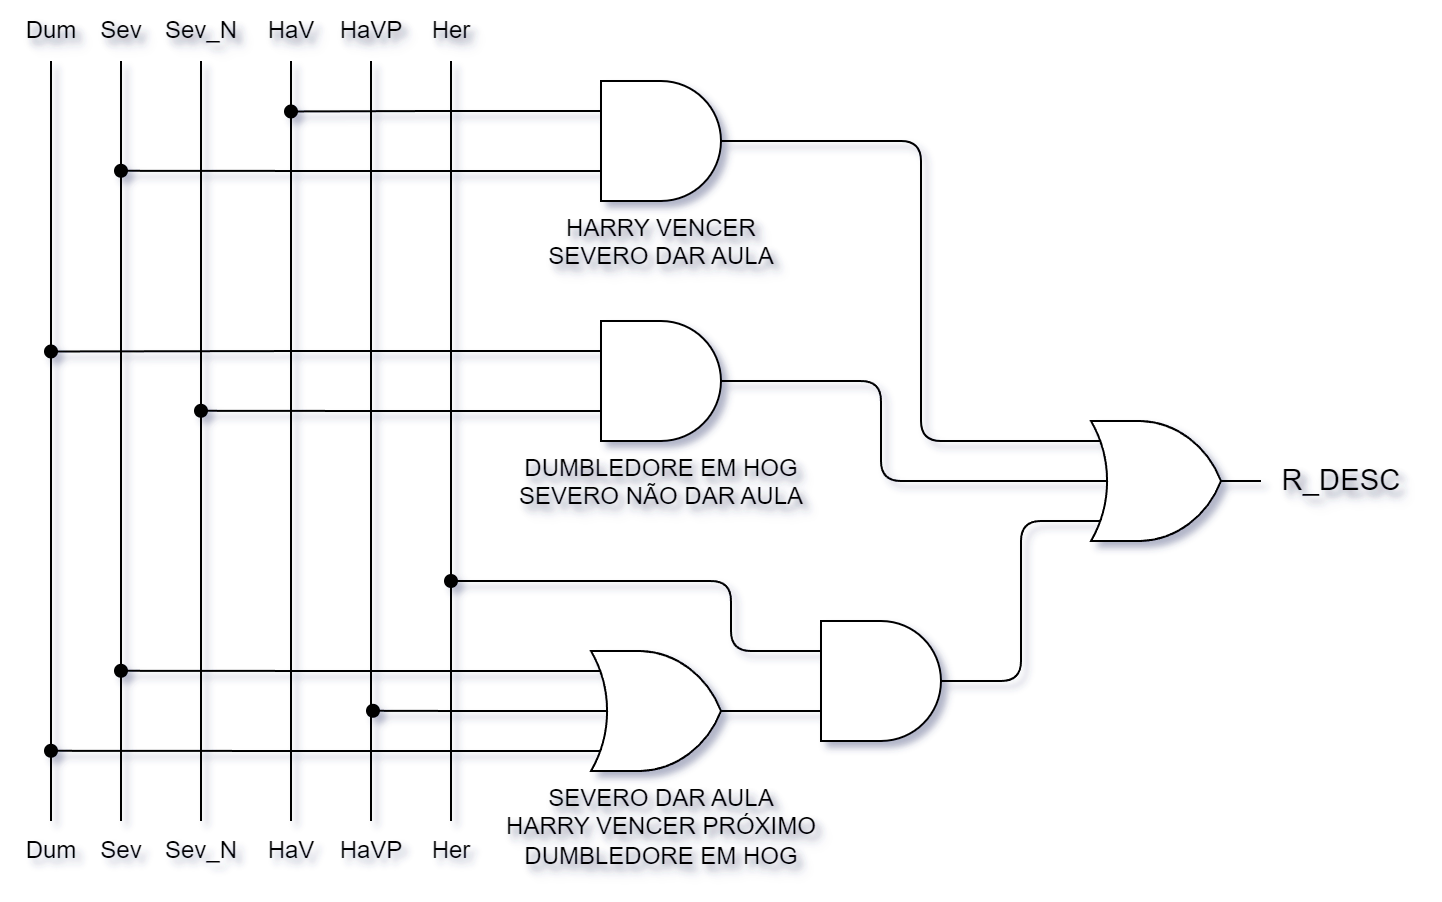 Dum Sev Sev_N HaV HaVP Her
HARRY VENCER
SEVERO DAR AULA
DUMBLEDORE EM HOG
SEVERO NÃO DAR AULA
R_DESC
SEVERO DAR AULA
HARRY VENCER PRÓXIMO
DUMBLEDORE EM HOG
Dum Sev Sev_N HaV HaVP Her